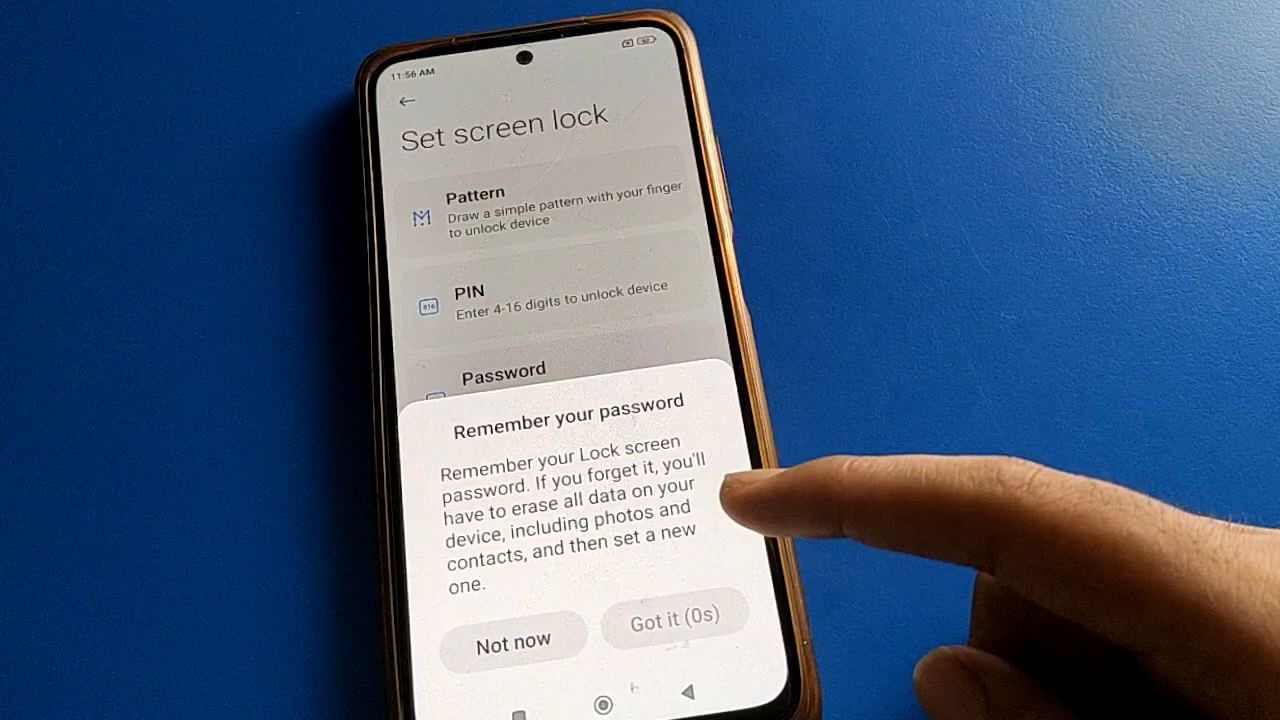 11:56 AM
Set screen lock
Pattern
Draw a simple pattern with your finger
to unlock device
PIN
Enter 4-16 digits to unlock device
Password
Remember your password
Remember your Lock screen
password. If you forget it, you'll
have to erase all data on your
device, including photos and
contacts, and then set a new
one.
Not now
Got it (0s)